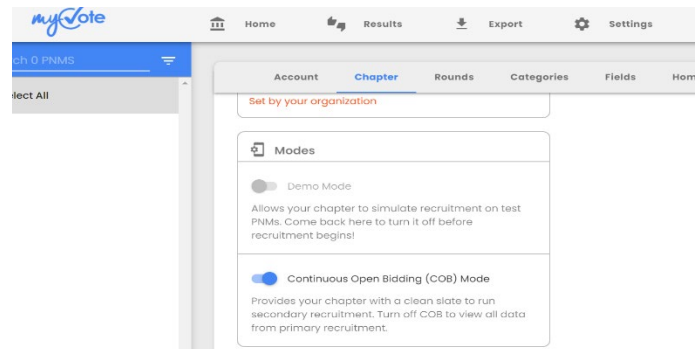 myVote
Home
Results
Export
Settings
ch 0 PNMS
Account
Chapter
Rounds
Categories
Fields
Hom
lect All
Set by your organization
Modes
Demo Mode
Allows your chapter to simulate recruitment on test
PNMs. Come back here to turn it off before
recruitment begins!
Continuous Open Bidding (COB) Mode
Provides your chapter with a clean slate to run
secondary recruitment. Turn off COB to view all data
from primary recruitment.